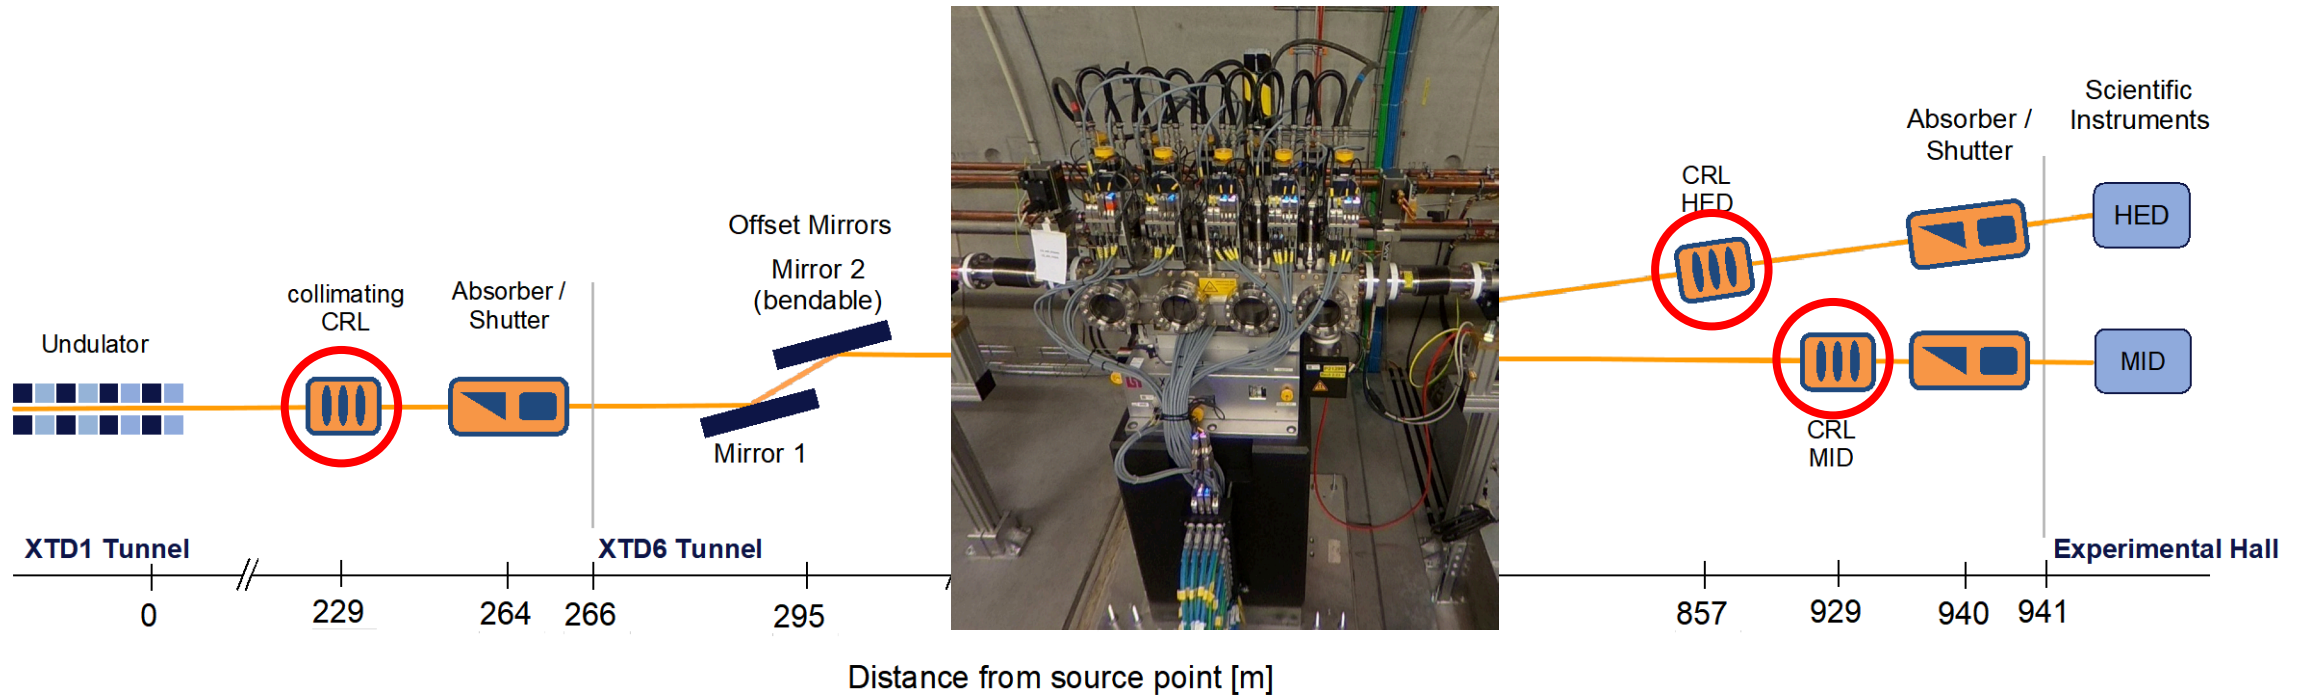 Undulator
collimating
CRL
Absorber /
Shutter
Offset Mirrors
Mirror 2
(bendable)
Mirror 1
CRL
HED
CRL
MID
Absorber /
Shutter
Scientific
Instruments
HED
MID
XTD1 Tunnel
XTD6 Tunnel
Experimental Hall
0
229
264
266
295
857
929
940
941
Distance from source point [m]